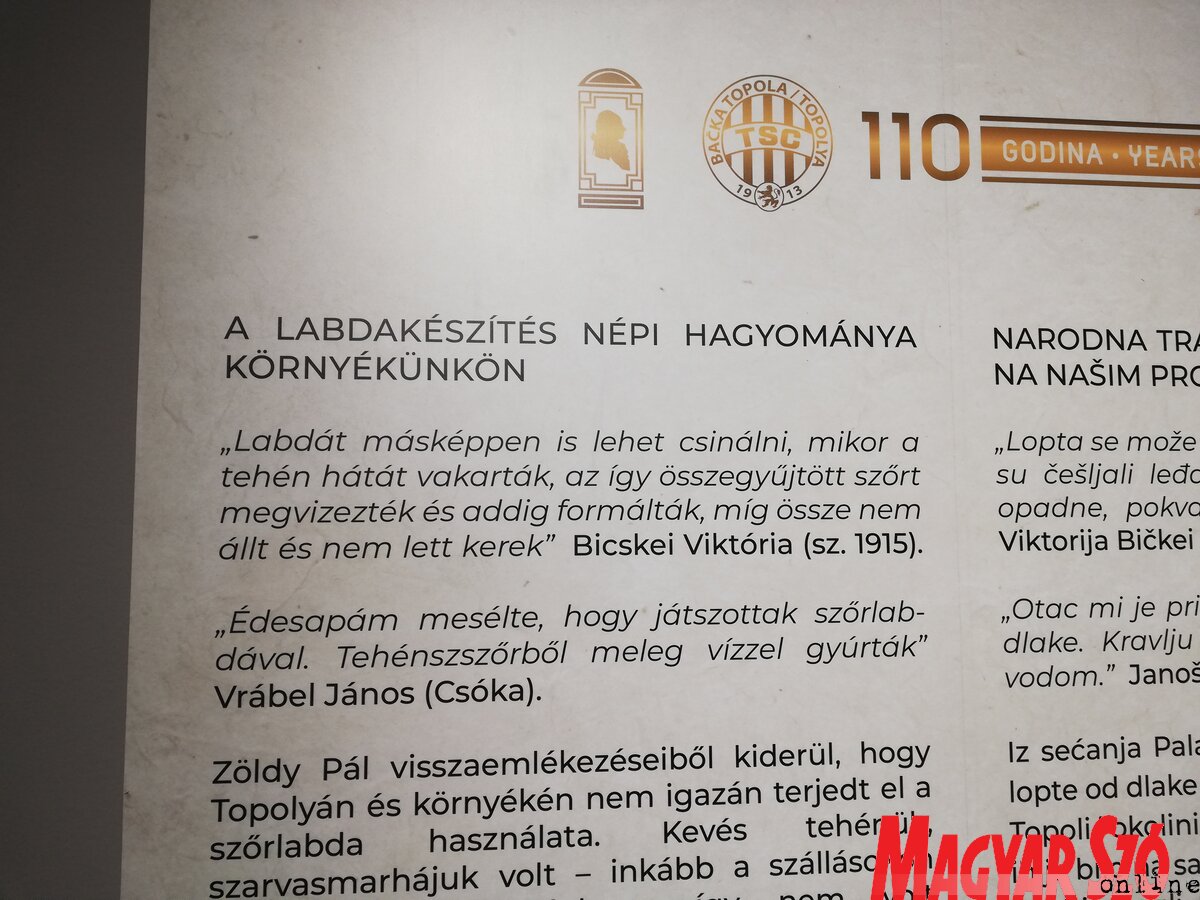 BAČKA TOPOLA / TOPOLYA
TSC
1913
110 GODINA • YEARS
A LABDAKÉSZÍTÉS NÉPI HAGYOMÁNYA
KÖRNYÉKÜNKÖN
„Labdát másképpen is lehet csinálni, mikor a
tehén hátát vakarták, az így összegyűjtött szőrt
megvizezték és addig formálták, míg össze nem
állt és nem lett kerek” Bicskei Viktória (sz. 1915).
„Édesapám mesélte, hogy játszottak szőrlab-
dával. Tehénszszőrből meleg vízzel gyúrták”
Vrábel János (Csóka).
Zöldy Pál visszaemlékezéseiből kiderül, hogy
Topolyán és környékén nem igazán terjedt el a
szőrlabda használata. Kevés
szarvasmarhájuk volt – inkább a
nem
NARODNA TRA
NA NAŠIM PRO
„Lopta se može
su češljali leđa
opadne, pokva
Viktorija Bičkei
„Otac mi je pri
dlake. Kravlju
vodom.” Janoš
Iz sećanja Pala
lopte od dlake
MAGYAR SZÓ
online